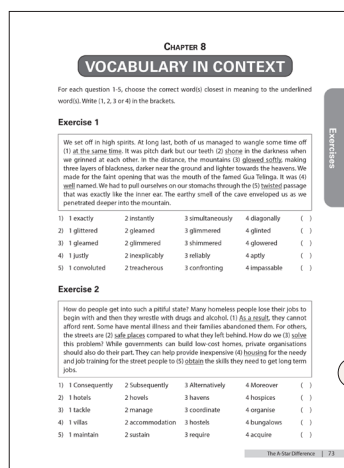 CHAPTER 8
VOCABULARY IN CONTEXT
For each question 1-5, choose the correct word(s) closest in meaning to the underlined
word(s). Write (1, 2, 3 or 4) in the brackets.
Exercises
Exercise 1
We set off in high spirits. At long last, both of us managed to wangle some time off
(1) at the same time. It was pitch dark but our teeth (2) shone in the darkness when
we grinned at each other. In the distance, the mountains (3) glowed softly, making
three layers of blackness, darker near the ground and lighter towards the heavens. We
made for the faint opening that was the mouth of the famed Gua Telinga. It was (4)
well named. We had to pull ourselves on our stomachs through the (5) twisted passage
that was exactly like the inner ear. The earthy smell of the cave enveloped us as we
penetrated deeper into the mountain.
1) 1 exactly 2 instantly 3 simultaneously 4 diagonally ( )
2) 1 glittered 2 gleamed 3 glimmered 4 glinted ( )
3) 1 gleamed 2 glimmered 3 shimmered 4 glowered ( )
4) 1 justly 2 inexplicably 3 reliably 4 aptly ( )
5) 1 convoluted 2 treacherous 3 confronting 4 impassable ( )
Exercise 2
How do people get into such a pitiful state? Many homeless people lose their jobs to
begin with and then they wrestle with drugs and alcohol. (1) As a result, they cannot
afford rent. Some have mental illness and their families abandoned them. For others,
the streets are (2) safe places compared to what they left behind. How do we (3) solve
this problem? While governments can build low-cost homes, private organisations
should also do their part. They can help provide inexpensive (4) housing for the needy
and job training for the street people to (5) obtain the skills they need to get long term
jobs.
1) 1 Consequently 2 Subsequently 3 Alternatively 4 Moreover ( )
2) 1 hotels 2 hovels 3 havens 4 hospices ( )
3) 1 tackle 2 manage 3 coordinate 4 organise ( )
4) 1 villas 2 accommodation 3 hostels 4 bungalows ( )
5) 1 maintain 2 sustain 3 require 4 acquire ( )
The A-Star Difference | 73